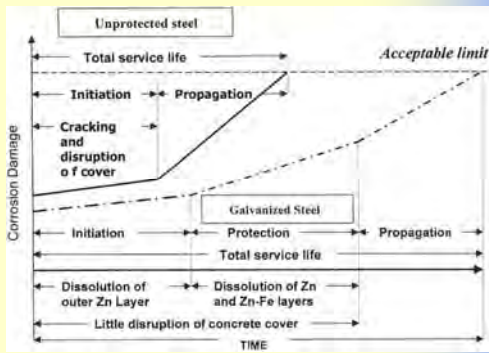 Unprotected steel
Total service life
Acceptable limit
Initiation
Propagation
Cracking
and
disruption
o f cover
Corrosion Damage
Galvanized Steel
Initiation
Protection
Propagation
Total service life
Dissolution of
outer Zn Layer
Dissolution of Zn
and Zn-Fe layers
Little disruption of concrete cover
TIME